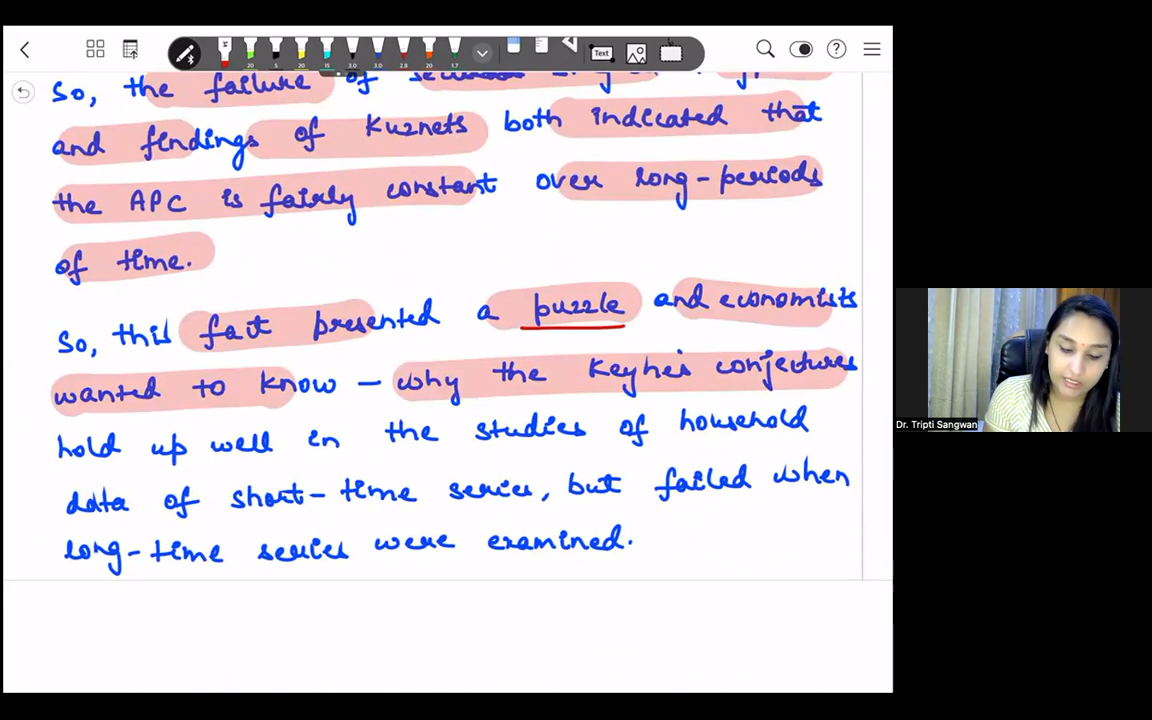 Text
So, the failure of secular
and findings of Kuznets both indicated that
the APC is fairly constant over long-periods
of time.
So, this fact presented a puzzle and economists
wanted to know - why the Keyne's conjectures
hold up well in the studies of household
data of short-time series, but failed when
long-time series were examined.
Dr. Tripti Sangwan